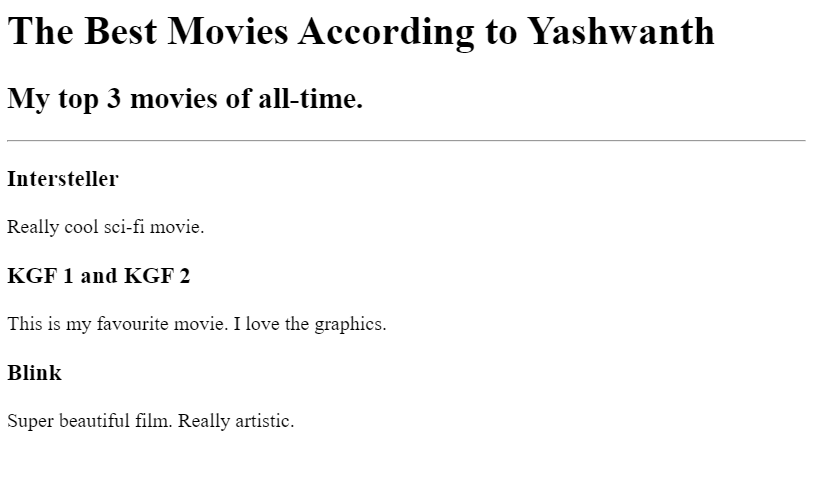 The Best Movies According to Yashwanth
My top 3 movies of all-time.
Intersteller
Really cool sci-fi movie.
KGF 1 and KGF 2
This is my favourite movie. I love the graphics.
Blink
Super beautiful film. Really artistic.